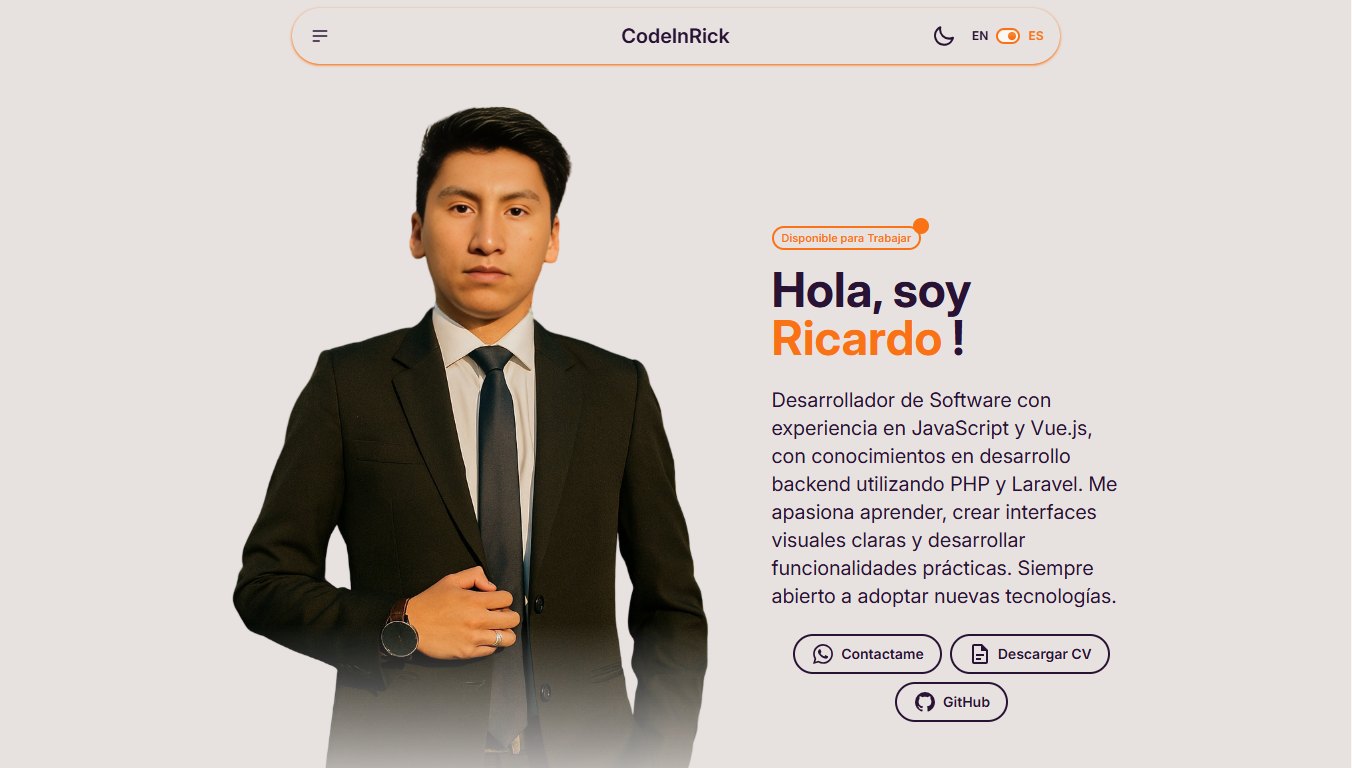 CodeInRick
EN ES
Disponible para Trabajar
Hola, soy
Ricardo !
Desarrollador de Software con
experiencia en JavaScript y Vue.js,
con conocimientos en desarrollo
backend utilizando PHP y Laravel. Me
apasiona aprender, crear interfaces
visuales claras y desarrollar
funcionalidades prácticas. Siempre
abierto a adoptar nuevas tecnologías.
Contactame Descargar CV
GitHub